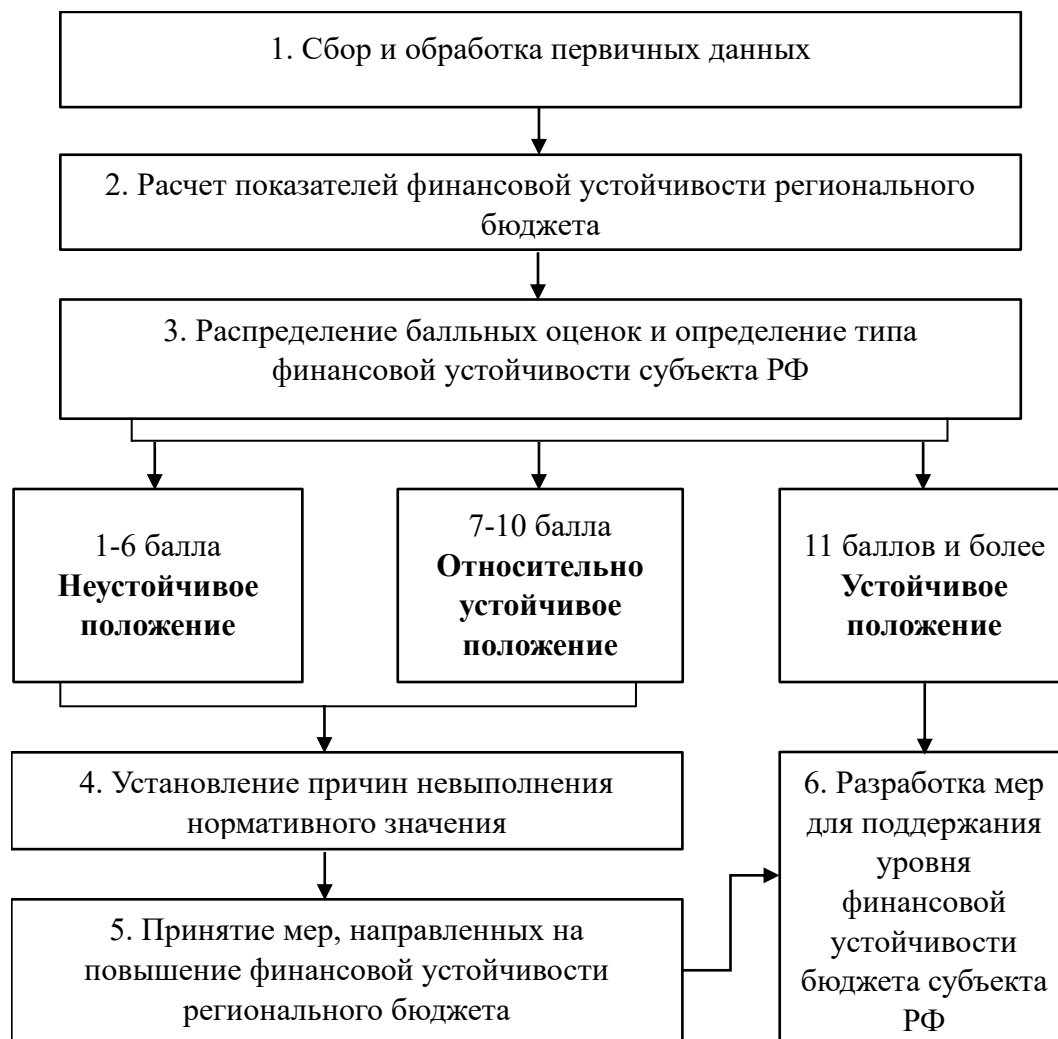 1. Сбор и обработка первичных данных
2. Расчет показателей финансовой устойчивости регионального
бюджета
3. Распределение балльных оценок и определение типа
финансовой устойчивости субъекта РФ
1-6 балла
Неустойчивое
положение
7-10 балла
Относительно
устойчивое
положение
11 баллов и более
Устойчивое
положение
4. Установление причин невыполнения
нормативного значения
5. Принятие мер, направленных на
повышение финансовой устойчивости
регионального бюджета
6. Разработка мер
для поддержания
уровня
финансовой
устойчивости
бюджета субъекта
РФ